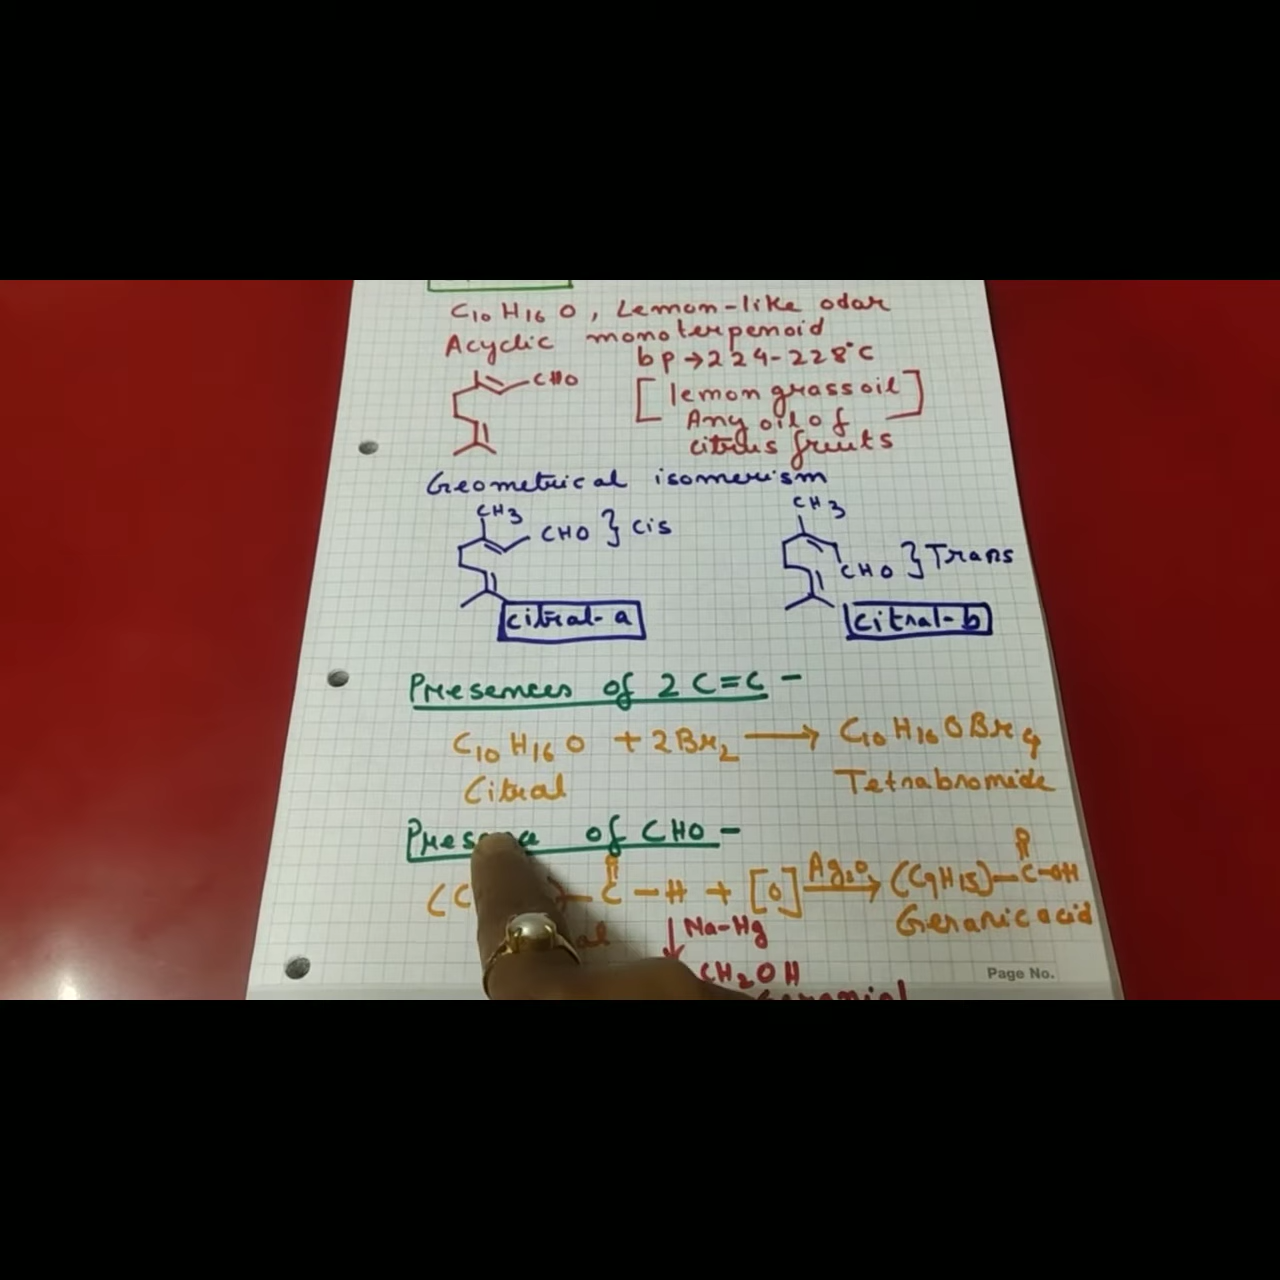 C10H16O, Lemon-like odar
Acyclic monoterpenoid
bp→224-228°C
CHO
[lemon grass oil]
Any oil of
citrus fruits
Geometrical isomerism
CH3
CHO } cis
citral-a
CH3
CHO } Trans
citral-b
Presences of 2C=C -
C10H16O + 2Br2 ⟶ C10H16OBr4
Citral
Tetrabromide
Presence of CHO -
O
C-H + [O] Ag2O → (C9H15)-C-OH
O
Geranic acid
↓ Na-Hg
CH2OH
Page No.